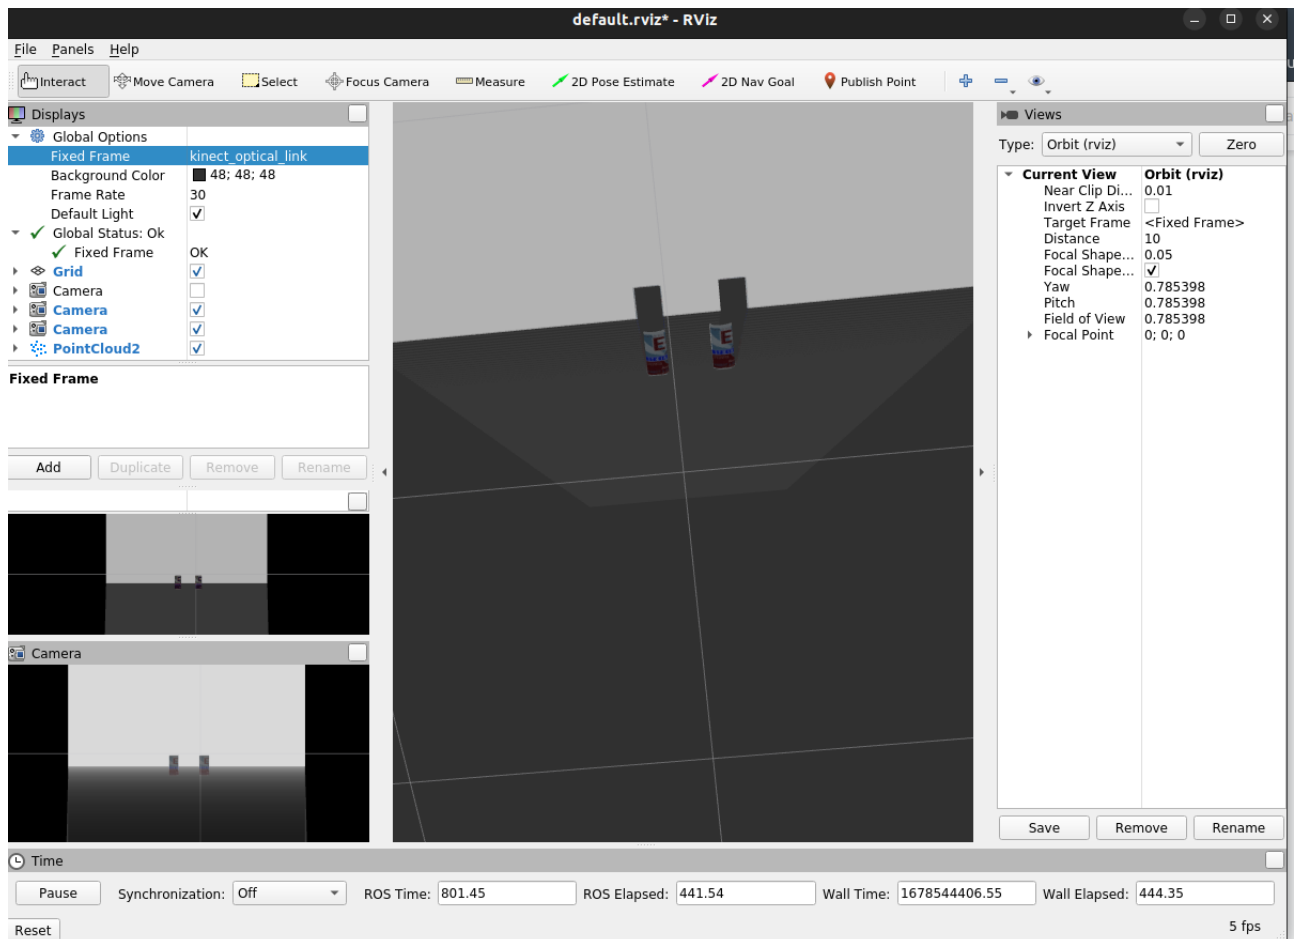 default.rviz* - RViz
File Panels Help
Interact Move Camera Select Focus Camera Measure 2D Pose Estimate 2D Nav Goal Publish Point
Displays
Global Options
Fixed Frame kinect_optical_link
Background Color 48; 48; 48
Frame Rate 30
Default Light
Global Status: Ok
Fixed Frame OK
Grid
Camera
Camera
Camera
PointCloud2
Fixed Frame
Add Duplicate Remove Rename
Camera
E
E
Views
Type: Orbit (rviz) Zero
Current View Orbit (rviz)
Near Clip Di... 0.01
Invert Z Axis
Target Frame <Fixed Frame>
Distance 10
Focal Shape... 0.05
Focal Shape...
Yaw 0.785398
Pitch 0.785398
Field of View 0.785398
Focal Point 0; 0; 0
Save Remove Rename
Time
Pause Synchronization: Off ROS Time: 801.45 ROS Elapsed: 441.54 Wall Time: 1678544406.55 Wall Elapsed: 444.35
Reset 5 fps